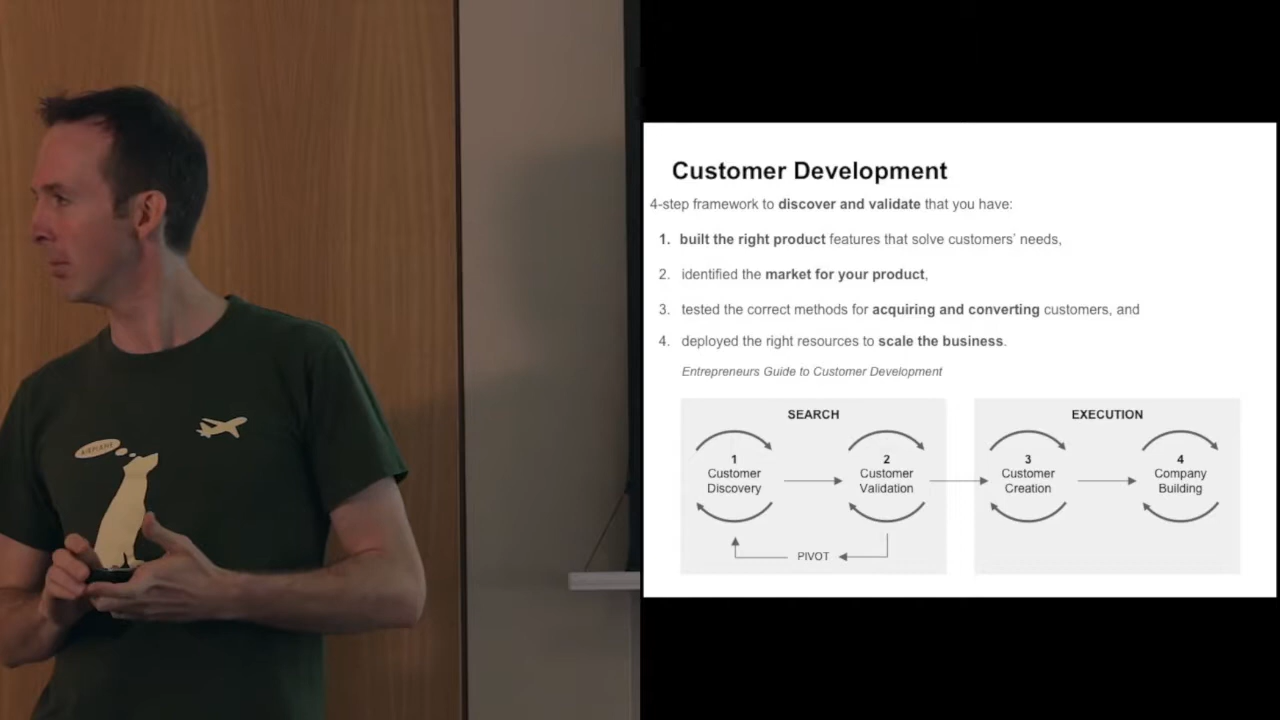 AIRPLANE
Customer Development
4-step framework to discover and validate that you have:
1. built the right product features that solve customers' needs,
2. identified the market for your product,
3. tested the correct methods for acquiring and converting customers, and
4. deployed the right resources to scale the business.
Entrepreneurs Guide to Customer Development
SEARCH
1
Customer
Discovery
2
Customer
Validation
PIVOT
EXECUTION
3
Customer
Creation
4
Company
Building